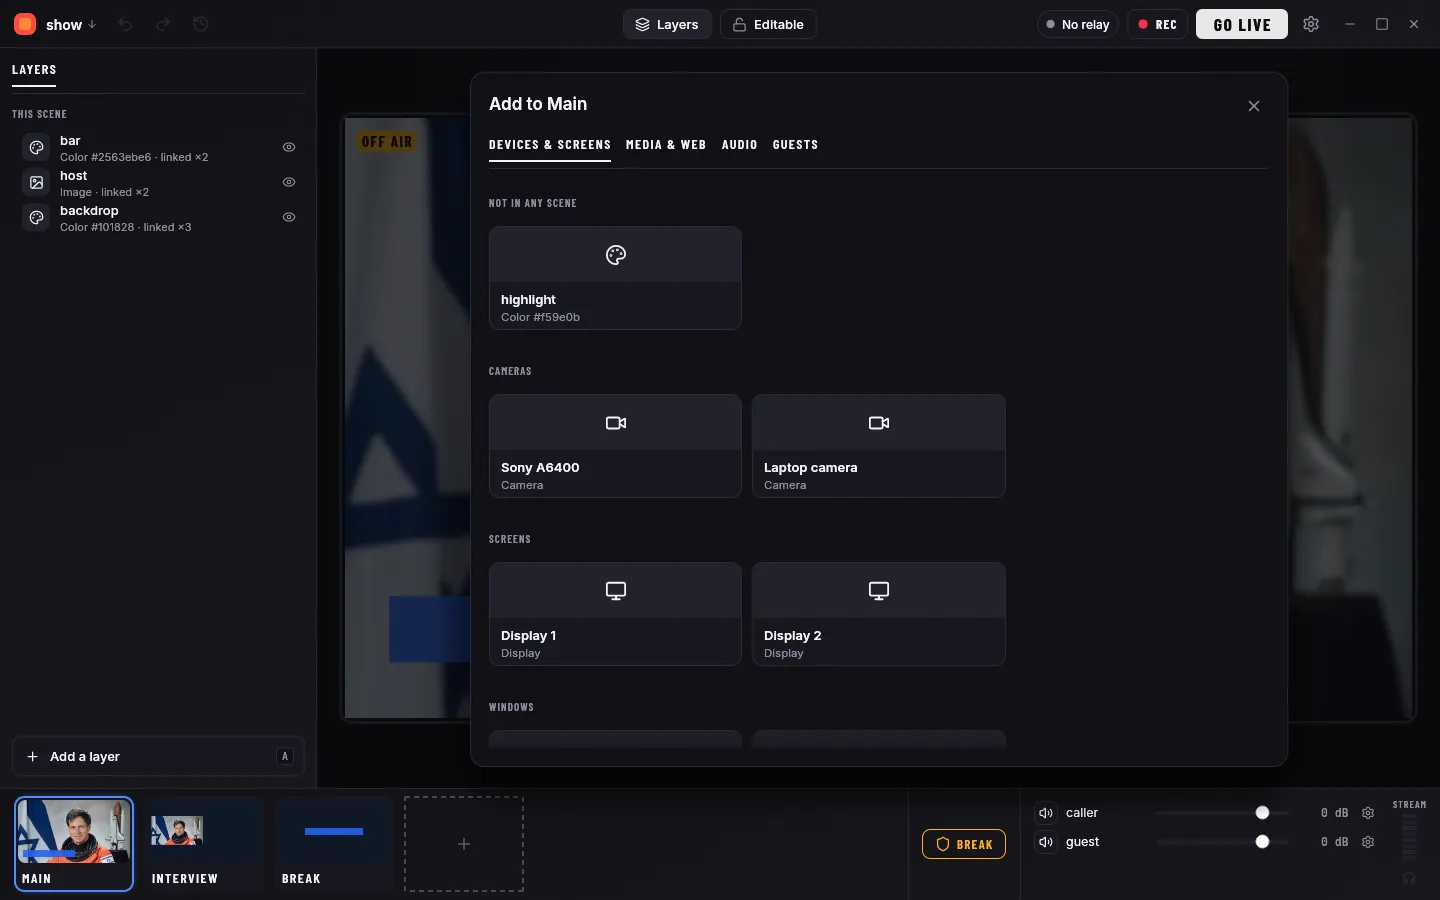 show
Layers
Editable
No relay
REC
GO LIVE
LAYERS
THIS SCENE
bar
Color #2563ebe6 · linked ×2
host
Image · linked ×2
backdrop
Color #101828 · linked ×3
Add a layer
A
OFF AIR
Add to Main
DEVICES & SCREENS
MEDIA & WEB
AUDIO
GUESTS
NOT IN ANY SCENE
highlight
Color #f59e0b
CAMERAS
Sony A6400
Camera
Laptop camera
Camera
SCREENS
Display 1
Display
Display 2
Display
WINDOWS
MAIN
INTERVIEW
BREAK
BREAK
caller
0 dB
guest
0 dB
STREAM